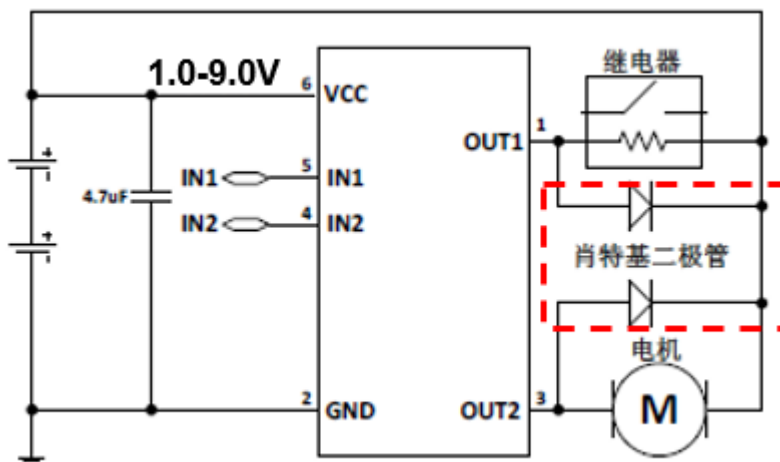 继电器
1.0-9.0V
6 VCC
OUT1 1
IN1 5 IN1
4.7uF
IN2 4 IN2
肖特基二极管
电机
2 GND
OUT2 3
M